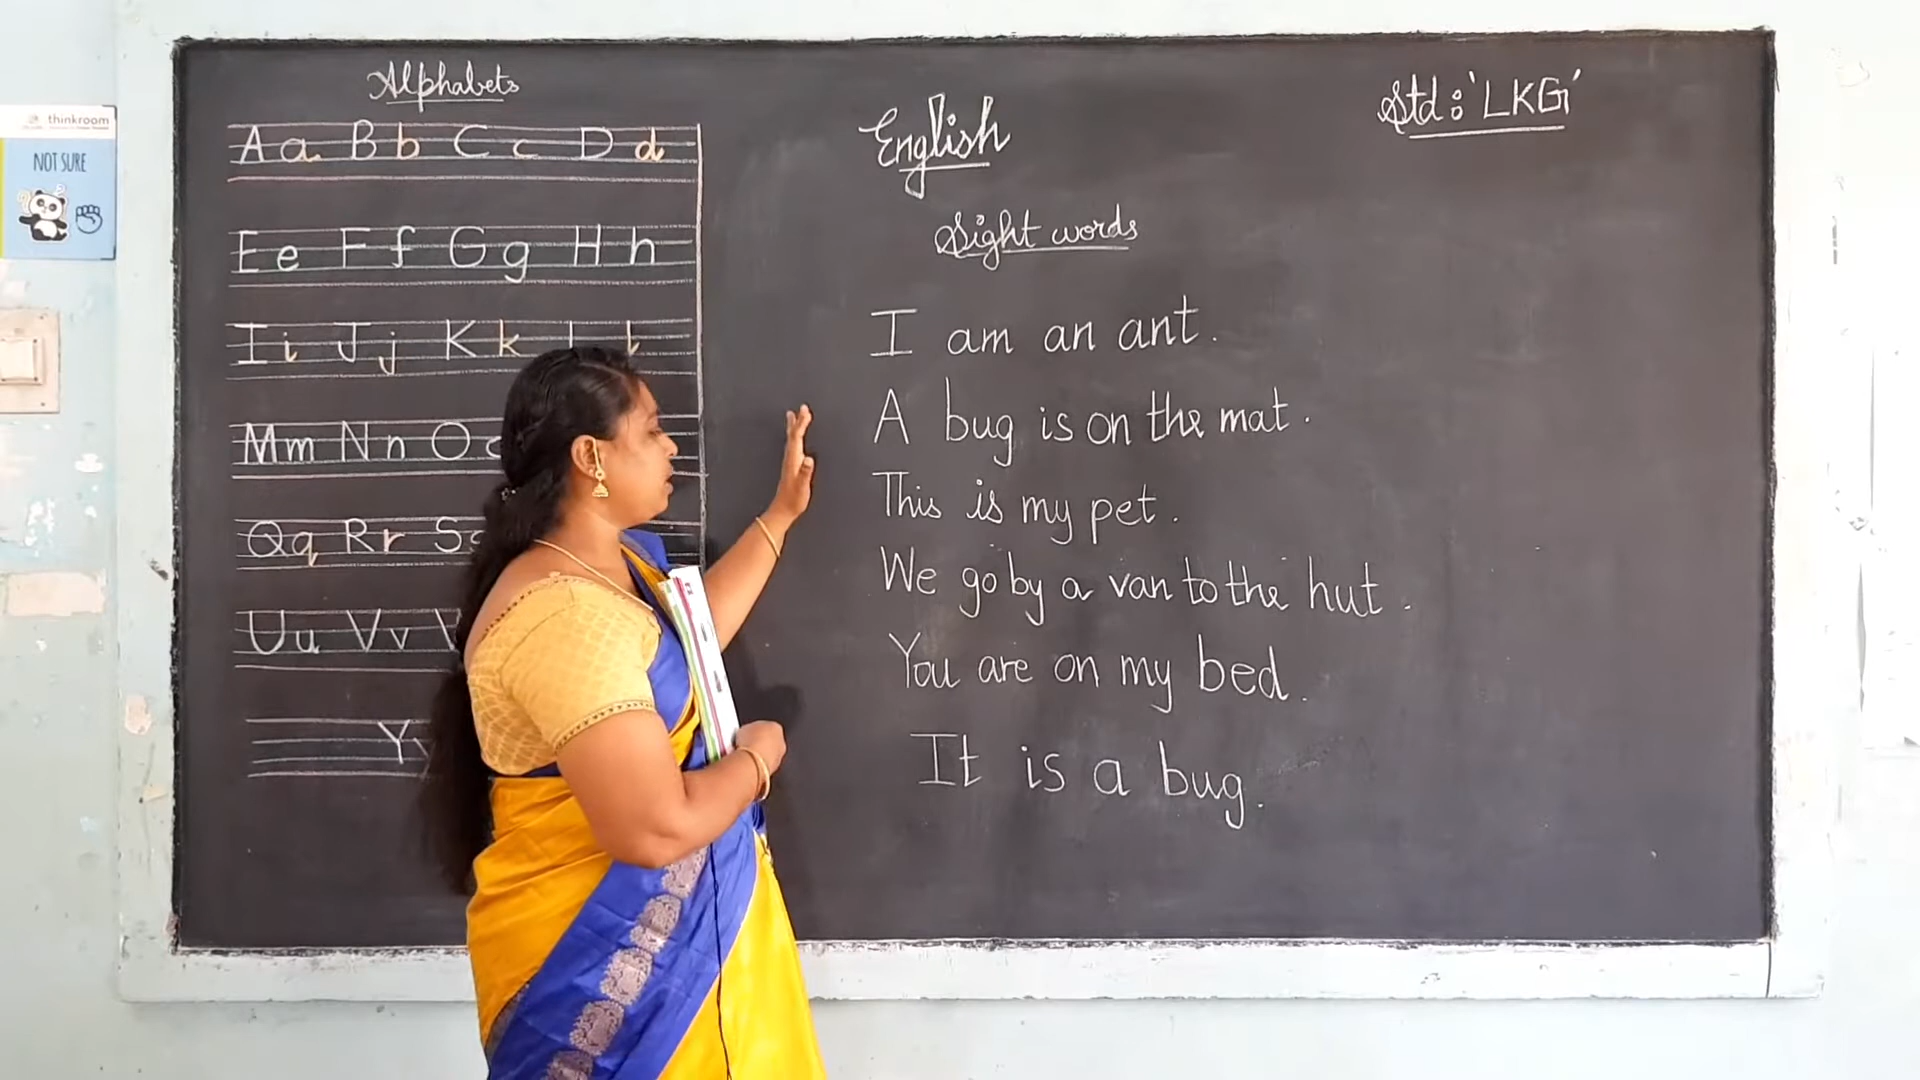 thinkroom
NOT SURE
Alphabets
A a B b C c D d
E e F f G g H h
I i J j K k L l
M m N n O
Q q R r S s
U u V v
Y y
English
Std : 'LKG'
Sight words
I am an ant.
A bug is on the mat.
This is my pet.
We go by a van to the hut.
You are on my bed.
It is a bug.